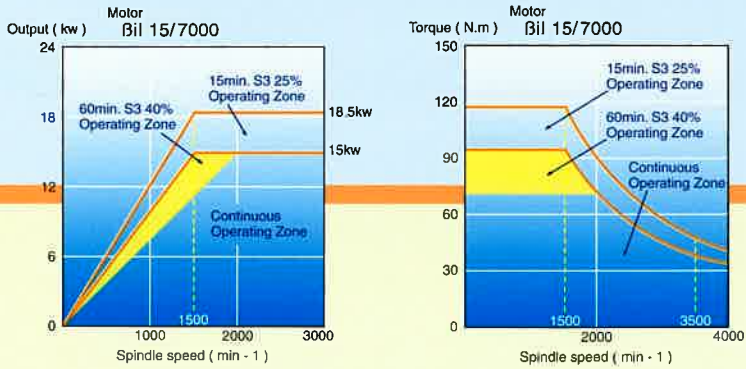 Motor
Output ( kw ) βil 15/7000
24
18
12
6
0
15min. S3 25%
Operating Zone
60min. S3 40%
Operating Zone
18.5kw
15kw
Continuous
Operating Zone
1500
1000 2000 3000
Spindle speed ( min - 1 )
Motor
Torque ( N.m ) βil 15/7000
150
120
90
60
30
0
15min. S3 25%
Operating Zone
60min. S3 40%
Operating Zone
Continuous
Operating Zone
1500 3500
2000 4000
Spindle speed ( min - 1 )